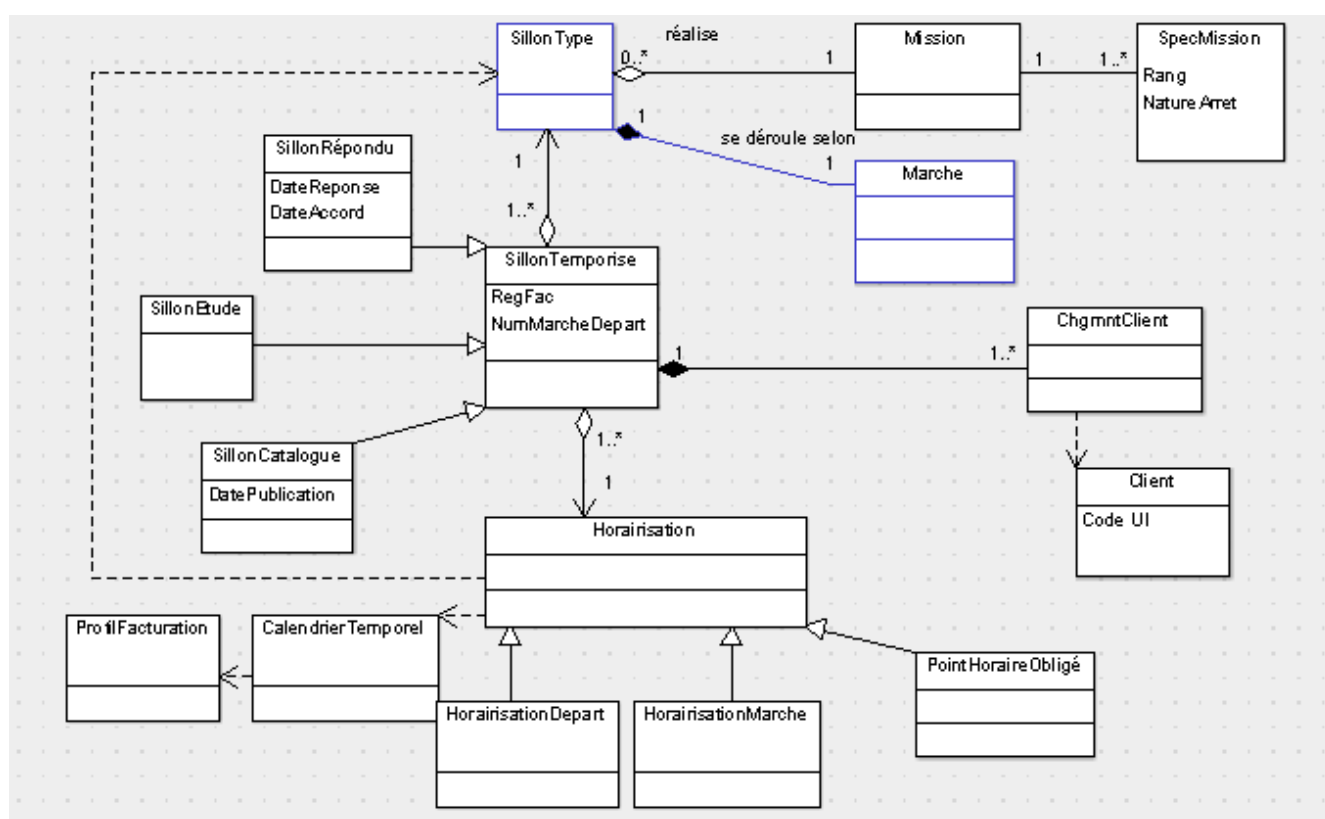 Sillon Type
0..*
réalise
1
Mission
1
1..*
SpecMission
Rang
Nature Arret
1
se déroule selon
1
Marche
SillonRépondu
DateReponse
DateAccord
1
1..*
SillonTemporise
RegFac
NumMarcheDepart
SillonEtude
1
1..*
ChgmntClient
SillonCatalogue
DatePublication
1..*
1
Client
Code UI
Horairisation
ProfilFacturation
CalendrierTemporel
PointHoraireObligé
HorairisationDepart
HorairisationMarche